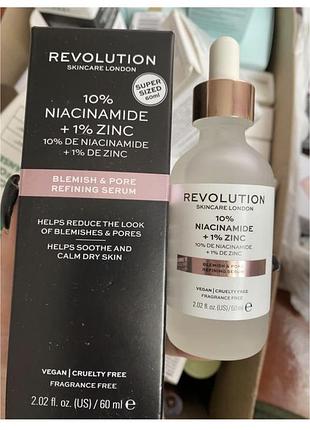 REVOLUTION
SKINCARE LONDON
SUPER
SIZED
60ml
10%
NIACINAMIDE
+ 1% ZINC
10% DE NIACINAMIDE
+ 1% DE ZINC
BLEMISH & PORE
REFINING SERUM
HELPS REDUCE THE LOOK
OF BLEMISHES & PORES
HELPS SOOTHE AND
CALM DRY SKIN
VEGAN | CRUELTY FREE
FRAGRANCE FREE
2.02 fl. oz. (US) / 60 ml e
REVOLUTION
SKINCARE LONDON
10%
NIACINAMIDE
+ 1% ZINC
10% DE NIACINAMIDE
+ 1% DE ZINC
BLEMISH & PORE
REFINING SERUM
VEGAN | CRUELTY FREE
FRAGRANCE FREE
2.02 fl. oz. (US) / 60 ml e